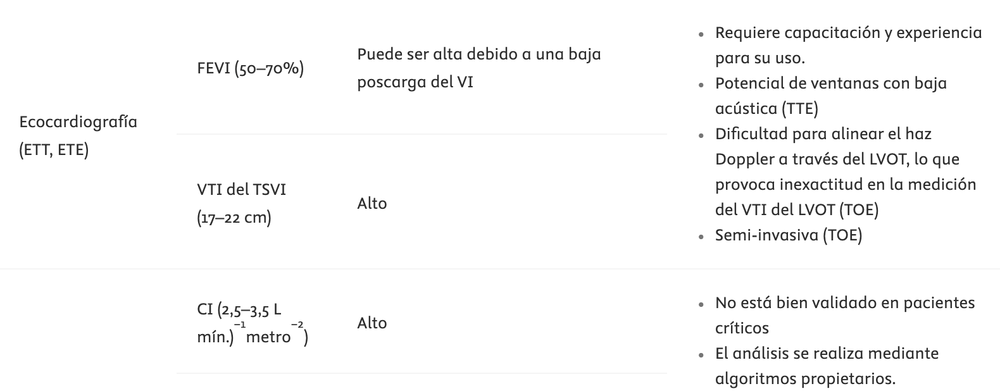 Ecocardiografía
(ETT, ETE)
FEVI (50–70%)
Puede ser alta debido a una baja
poscarga del VI
VTI del TSVI
(17–22 cm)
Alto
Requiere capacitación y experiencia
para su uso.
Potencial de ventanas con baja
acústica (TTE)
Dificultad para alinear el haz
Doppler a través del LVOT, lo que
provoca inexactitud en la medición
del VTI del LVOT (TOE)
Semi-invasiva (TOE)
CI (2,5–3,5 L
mín.)⁻¹ metro⁻²)
Alto
No está bien validado en pacientes
críticos
El análisis se realiza mediante
algoritmos propietarios.